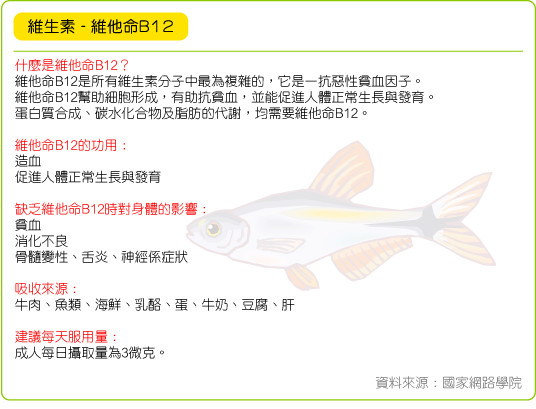 維生素 - 維他命B12
什麼是維他命B12？
維他命B12是所有維生素分子中最為複雜的，它是一抗惡性貧血因子。
維他命B12幫助細胞形成，有助抗貧血，並能促進人體正常生長與發育。
蛋白質合成、碳水化合物及脂肪的代謝，均需要維他命B12。
維他命B12的功用：
造血
促進人體正常生長與發育
缺乏維他命B12時對身體的影響：
貧血
消化不良
骨髓變性、舌炎、神經係症狀
吸收來源：
牛肉、魚類、海鮮、乳酪、蛋、牛奶、豆腐、肝
建議每天服用量：
成人每日攝取量為3微克。
資料來源：國家網路學院